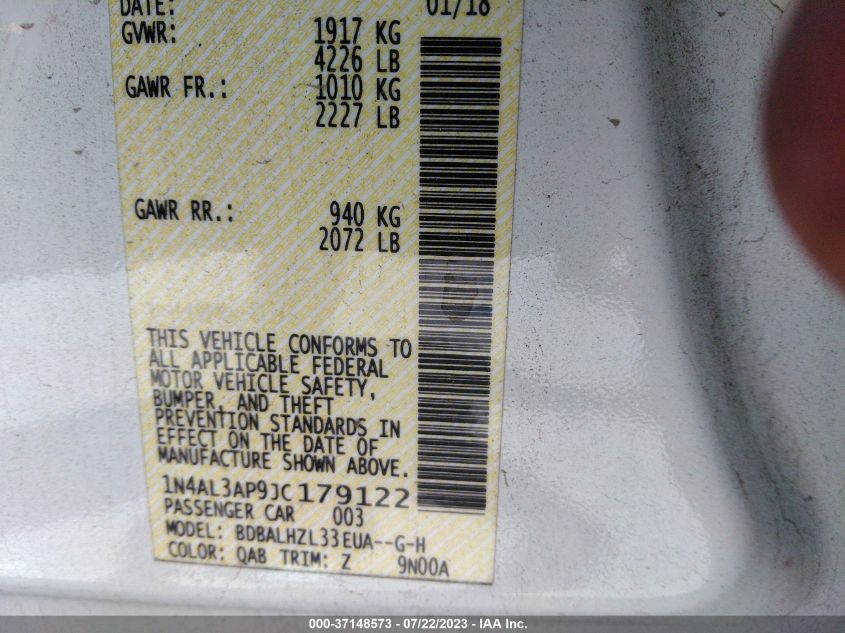 DATE: 01/18
GVWR: 1917 KG
4226 LB
GAWR FR.: 1010 KG
2227 LB
GAWR RR.: 940 KG
2072 LB
THIS VEHICLE CONFORMS TO
ALL APPLICABLE FEDERAL
MOTOR VEHICLE SAFETY,
BUMPER, AND THEFT
PREVENTION STANDARDS IN
EFFECT ON THE DATE OF
MANUFACTURE SHOWN ABOVE.
1N4AL3AP9JC179122
PASSENGER CAR 003
MODEL: BDBALHZL33EUA--G-H
COLOR: QAB TRIM: Z 9N00A
000-37148573 - 07/22/2023 - IAA Inc.